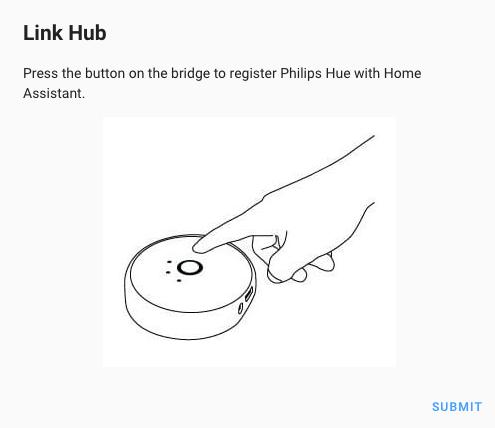 Link Hub
Press the button on the bridge to register Philips Hue with Home
Assistant.
SUBMIT